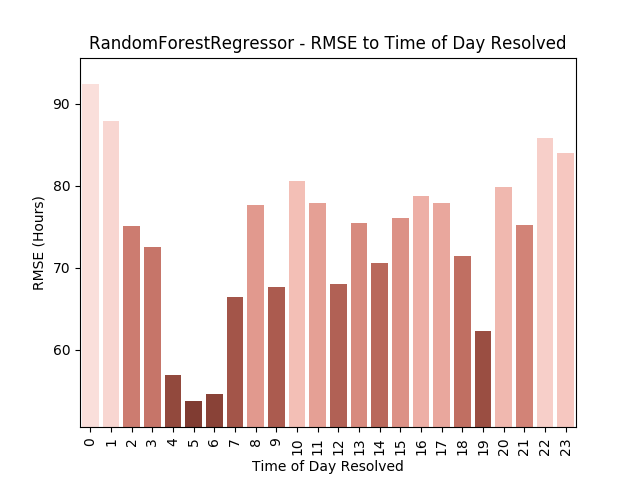 RandomForestRegressor - RMSE to Time of Day Resolved
90
80
70
60
RMSE (Hours)
0 1 2 3 4 5 6 7 8 9 10 11 12 13 14 15 16 17 18 19 20 21 22 23
Time of Day Resolved